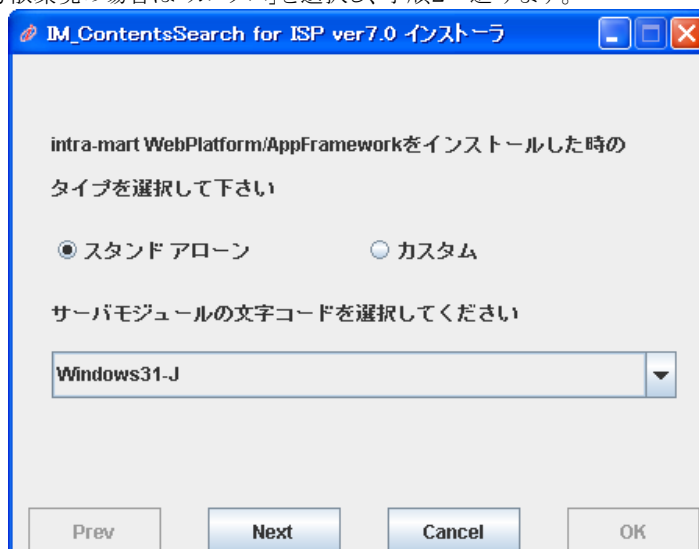 IM_ContentsSearch for ISP ver7.0 インストーラ
intra-mart WebPlatform/AppFrameworkをインストールした時の
タイプを選択して下さい
スタンド アローン カスタム
サーバモジュールの文字コードを選択してください
Windows31-J
Prev Next Cancel OK